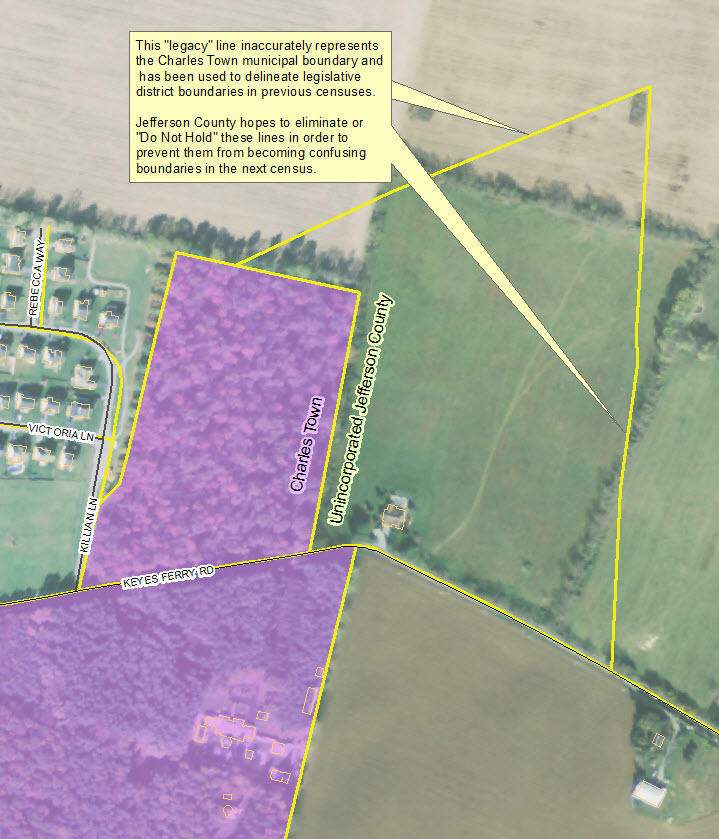 This "legacy" line inaccurately represents
the Charles Town municipal boundary and
has been used to delineate legislative
district boundaries in previous censuses.
Jefferson County hopes to eliminate or
"Do Not Hold" these lines in order to
prevent them from becoming confusing
boundaries in the next census.
REBECCA WAY
VICTORIA LN
KILLIAN LN
Charles Town
Unincorporated Jefferson County
KEYES FERRY RD